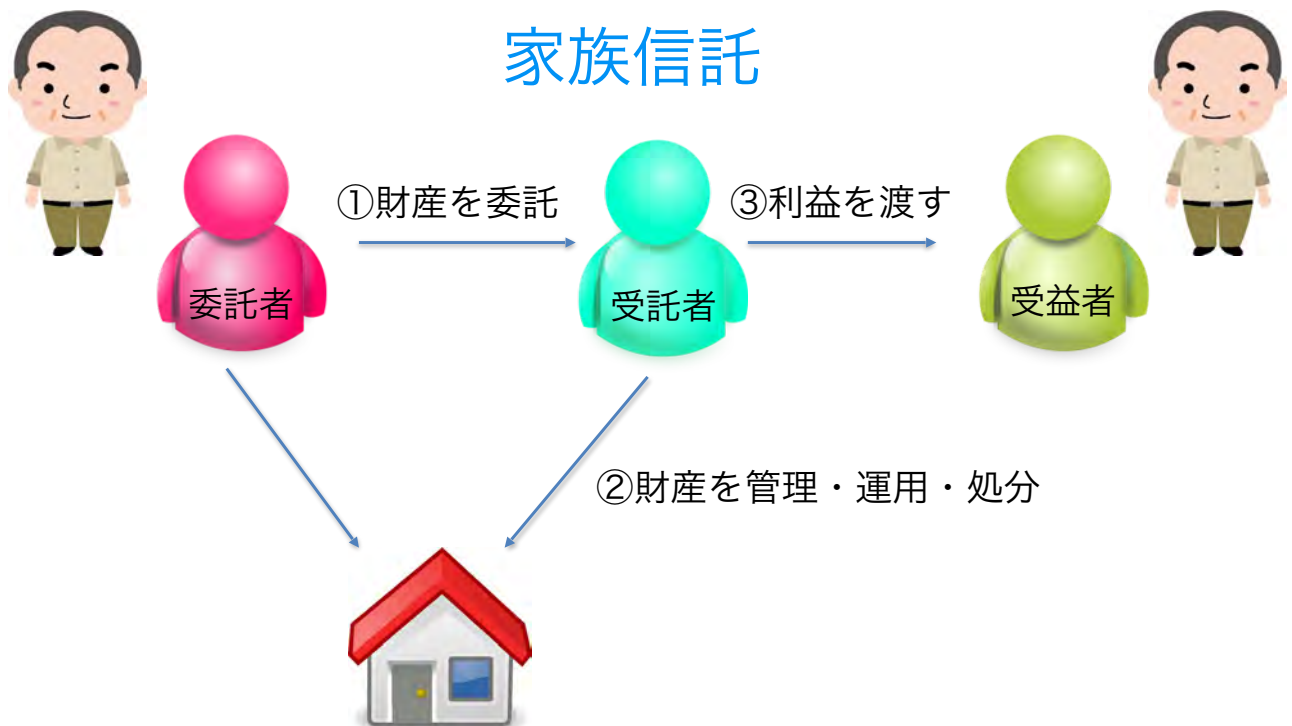 家族信託
①財産を委託
③利益を渡す
委託者
受託者
受益者
②財産を管理・運用・処分